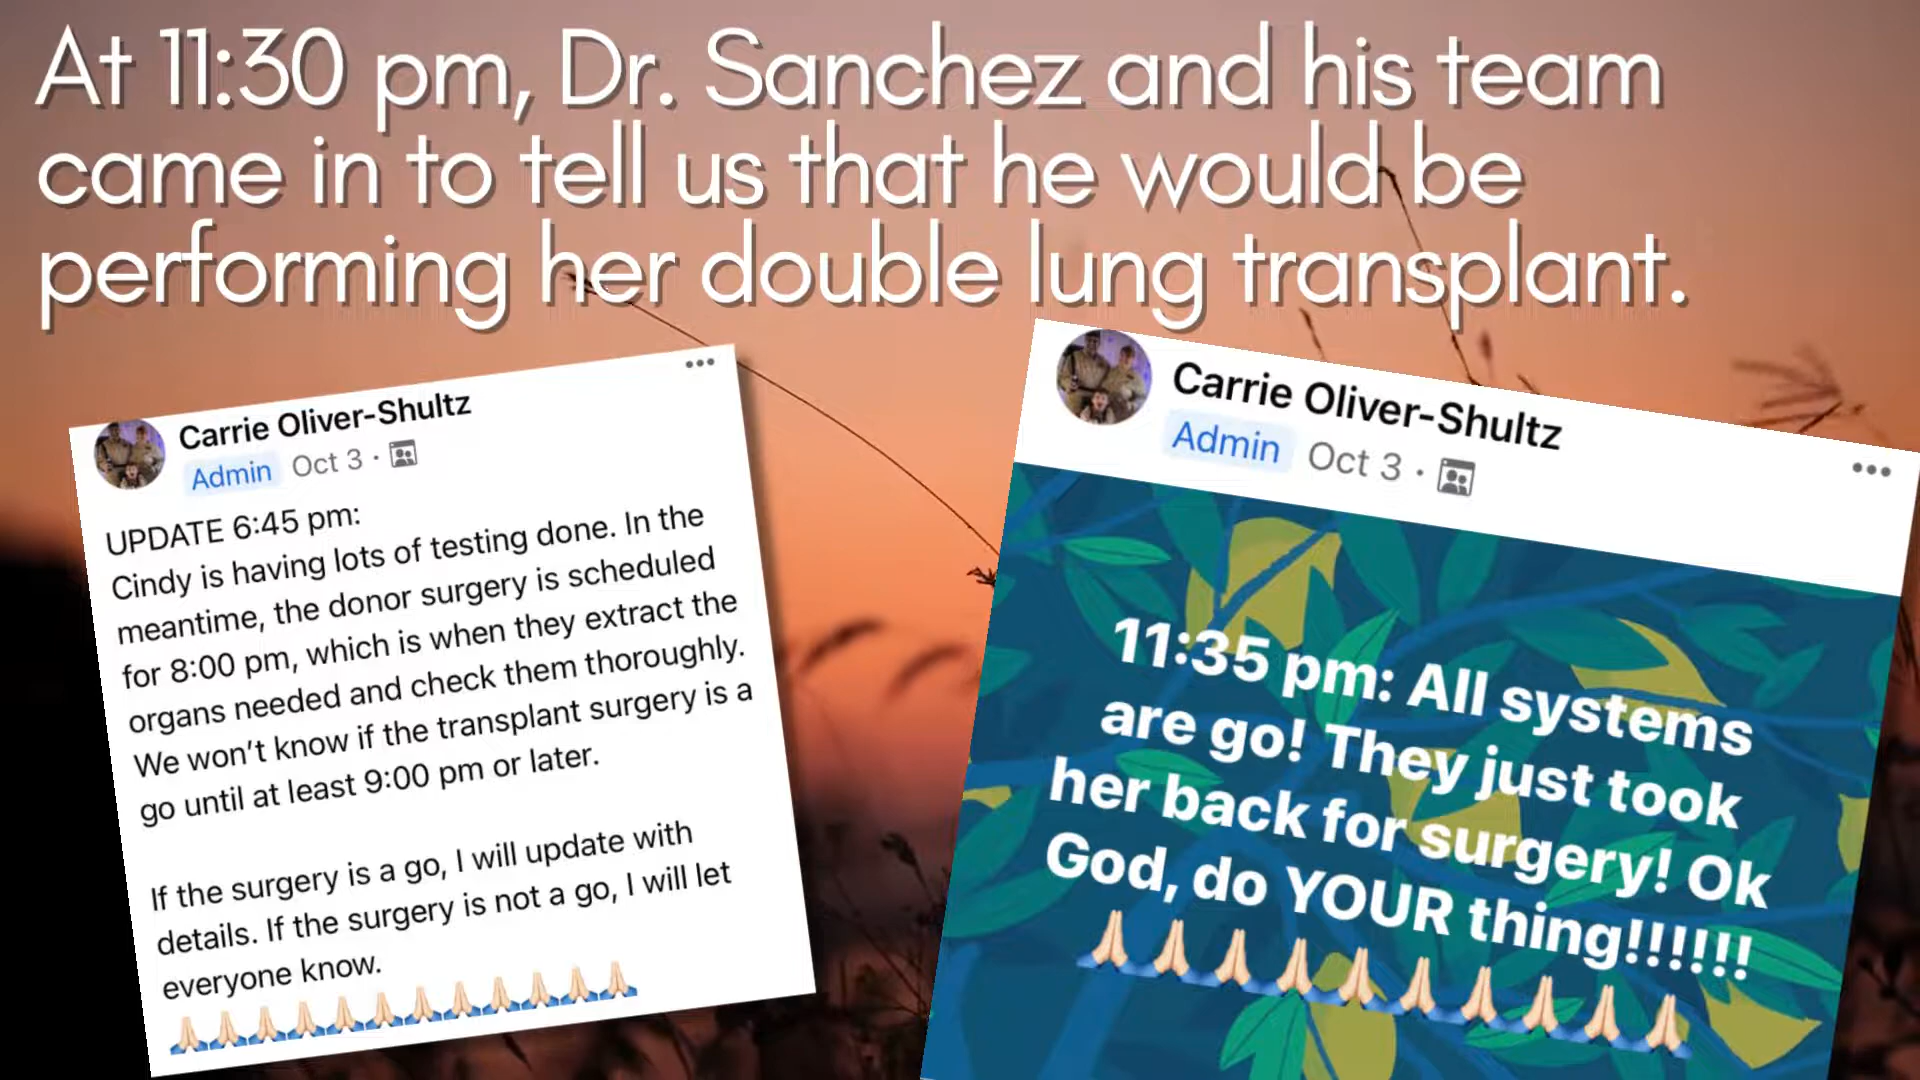 At 11:30 pm, Dr. Sanchez and his team
came in to tell us that he would be
performing her double lung transplant.
Carrie Oliver-Shultz
Admin Oct 3 ·
UPDATE 6:45 pm:
Cindy is having lots of testing done. In the
meantime, the donor surgery is scheduled
for 8:00 pm, which is when they extract the
organs needed and check them thoroughly.
We won’t know if the transplant surgery is a
go until at least 9:00 pm or later.
If the surgery is a go, I will update with
details. If the surgery is not a go, I will let
everyone know.
🙏🏻🙏🏻🙏🏻🙏🏻🙏🏻🙏🏻🙏🏻🙏🏻🙏🏻🙏🏻🙏🏻🙏🏻
Carrie Oliver-Shultz
Admin Oct 3 ·
11:35 pm: All systems
are go! They just took
her back for surgery! Ok
God, do YOUR thing!!!!!!
🙏🏻🙏🏻🙏🏻🙏🏻🙏🏻🙏🏻🙏🏻🙏🏻🙏🏻🙏🏻